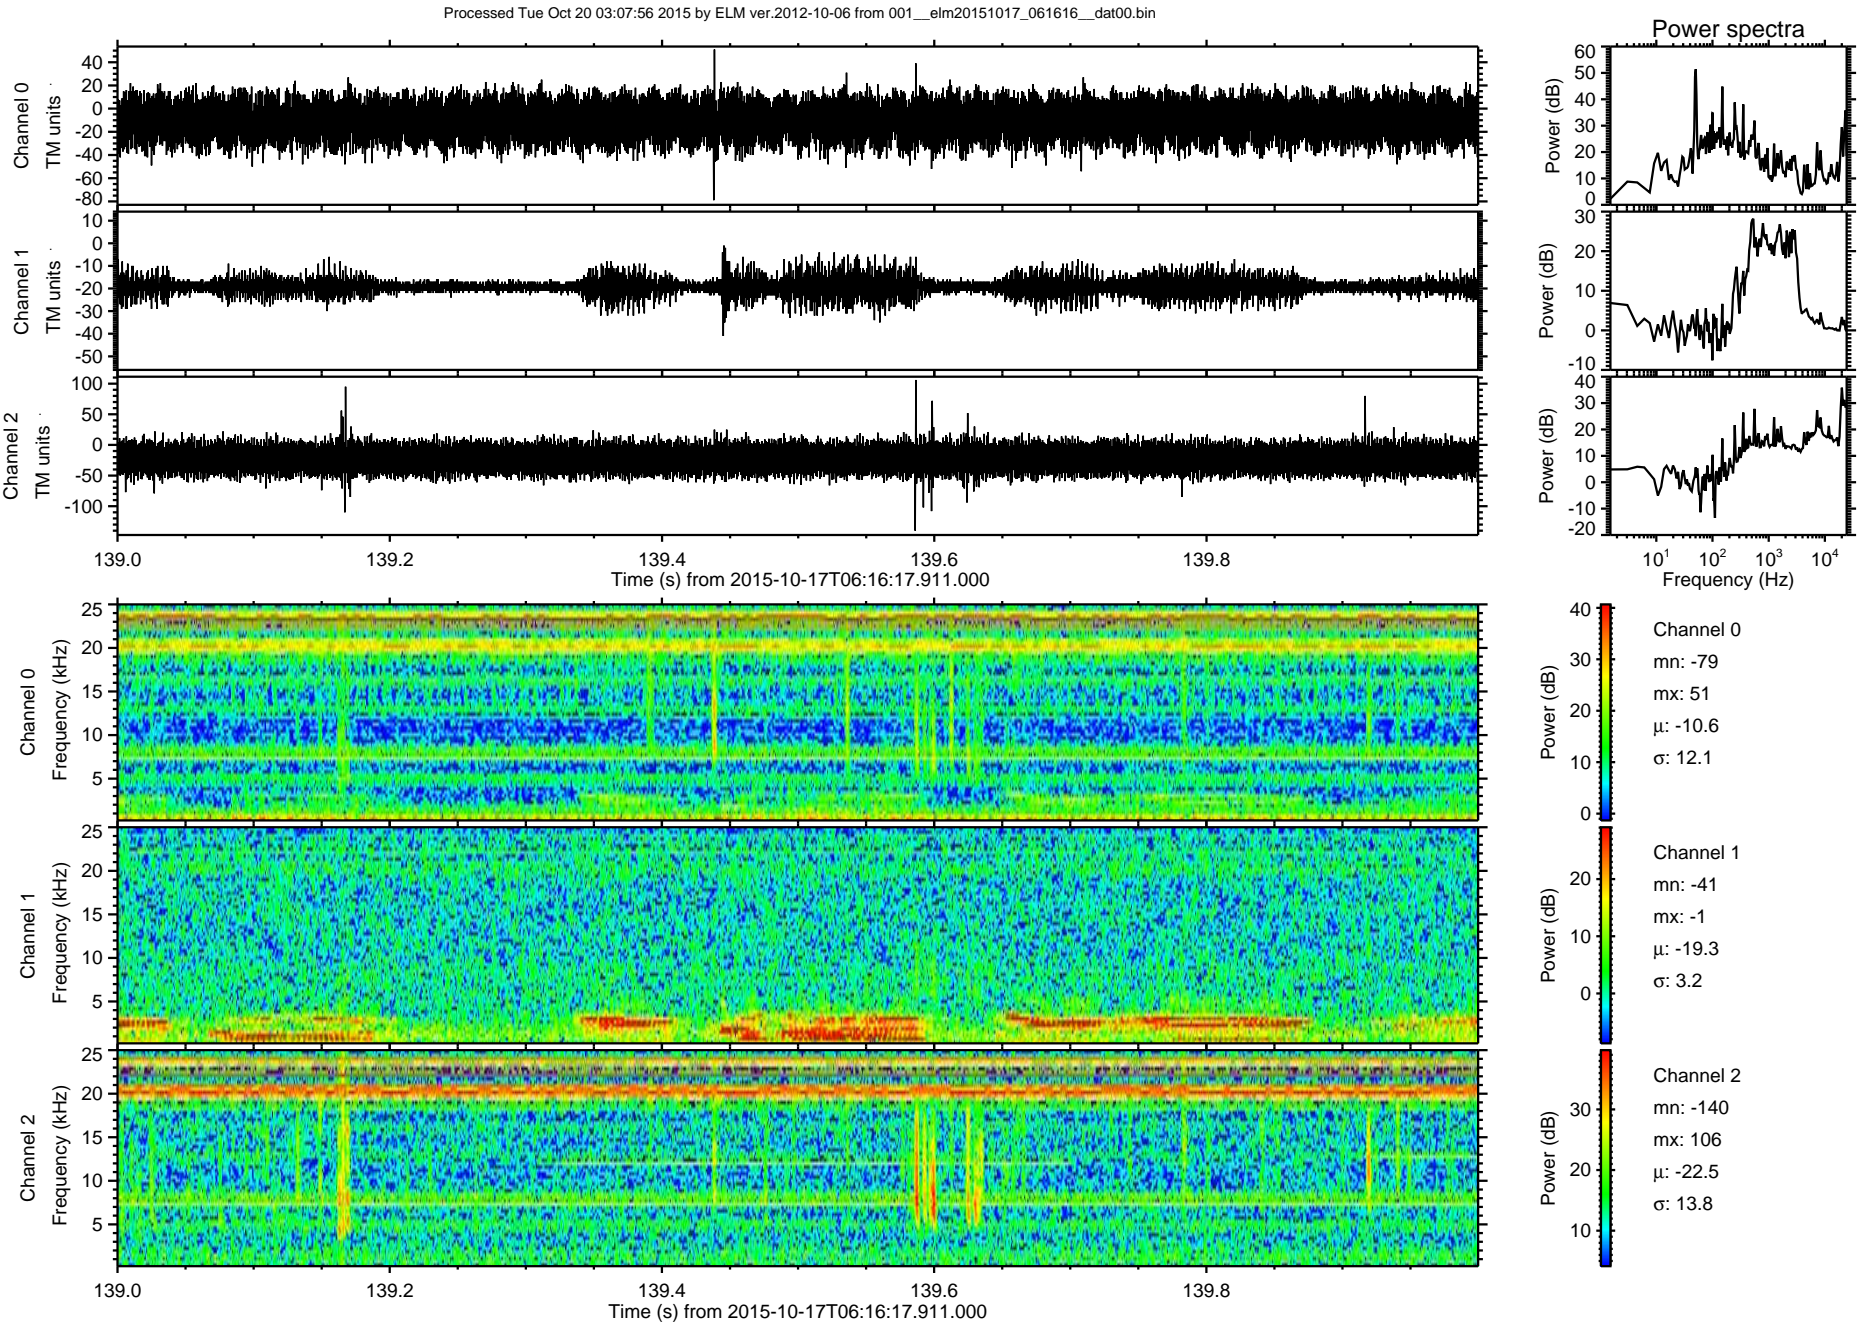 Processed Tue Oct 20 03:07:56 2015 by ELM ver.2012-10-06 from 001__elm20151017_061616__dat00.bin
Power spectra
Channel 0
TM units
40
20
0
-20
-40
-60
-80
Power (dB)
60
50
40
30
20
10
0
Channel 1
TM units
10
0
-10
-20
-30
-40
-50
Power (dB)
30
20
10
0
-10
Channel 2
TM units
100
50
0
-50
-100
Power (dB)
40
30
20
10
0
-10
-20
139.0 139.2 139.4 139.6 139.8
Time (s) from 2015-10-17T06:16:17.911.000
10¹ 10² 10³ 10⁴
Frequency (Hz)
Channel 0
Frequency (kHz)
25
20
15
10
5
Power (dB)
40
30
20
10
0
Channel 0
mn: -79
mx: 51
μ: -10.6
σ: 12.1
Channel 1
Frequency (kHz)
25
20
15
10
5
Power (dB)
20
10
0
Channel 1
mn: -41
mx: -1
μ: -19.3
σ: 3.2
Channel 2
Frequency (kHz)
25
20
15
10
5
Power (dB)
30
20
10
Channel 2
mn: -140
mx: 106
μ: -22.5
σ: 13.8
139.0 139.2 139.4 139.6 139.8
Time (s) from 2015-10-17T06:16:17.911.000